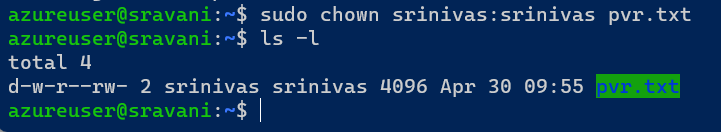 azureuser@sravani:~$ sudo chown srinivas:srinivas pvr.txt
azureuser@sravani:~$ ls -l
total 4
d-w-r--rw- 2 srinivas srinivas 4096 Apr 30 09:55 pvr.txt
azureuser@sravani:~$